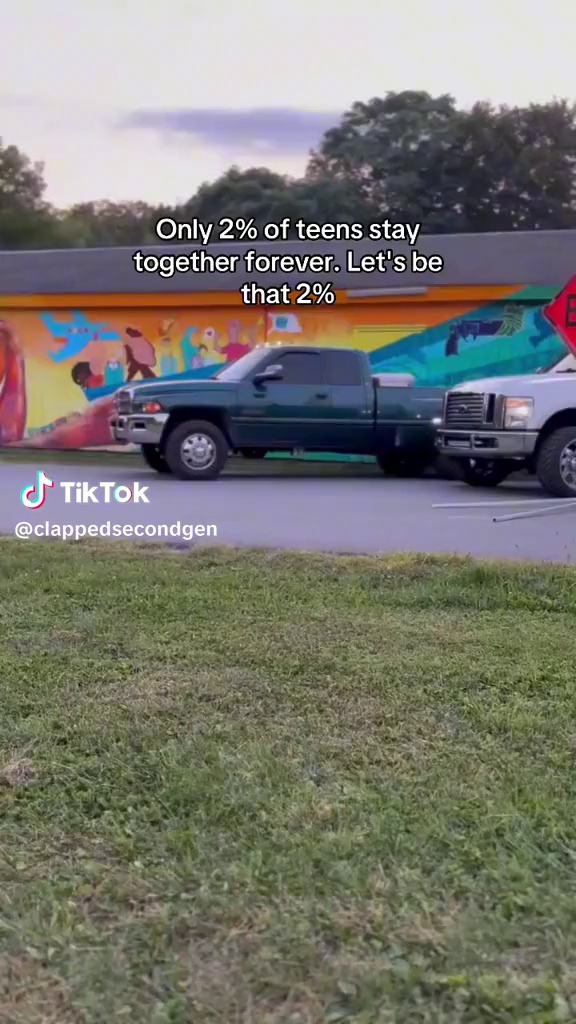 Only 2% of teens stay
together forever. Let's be
that 2%
TikTok
@clappedsecondgen